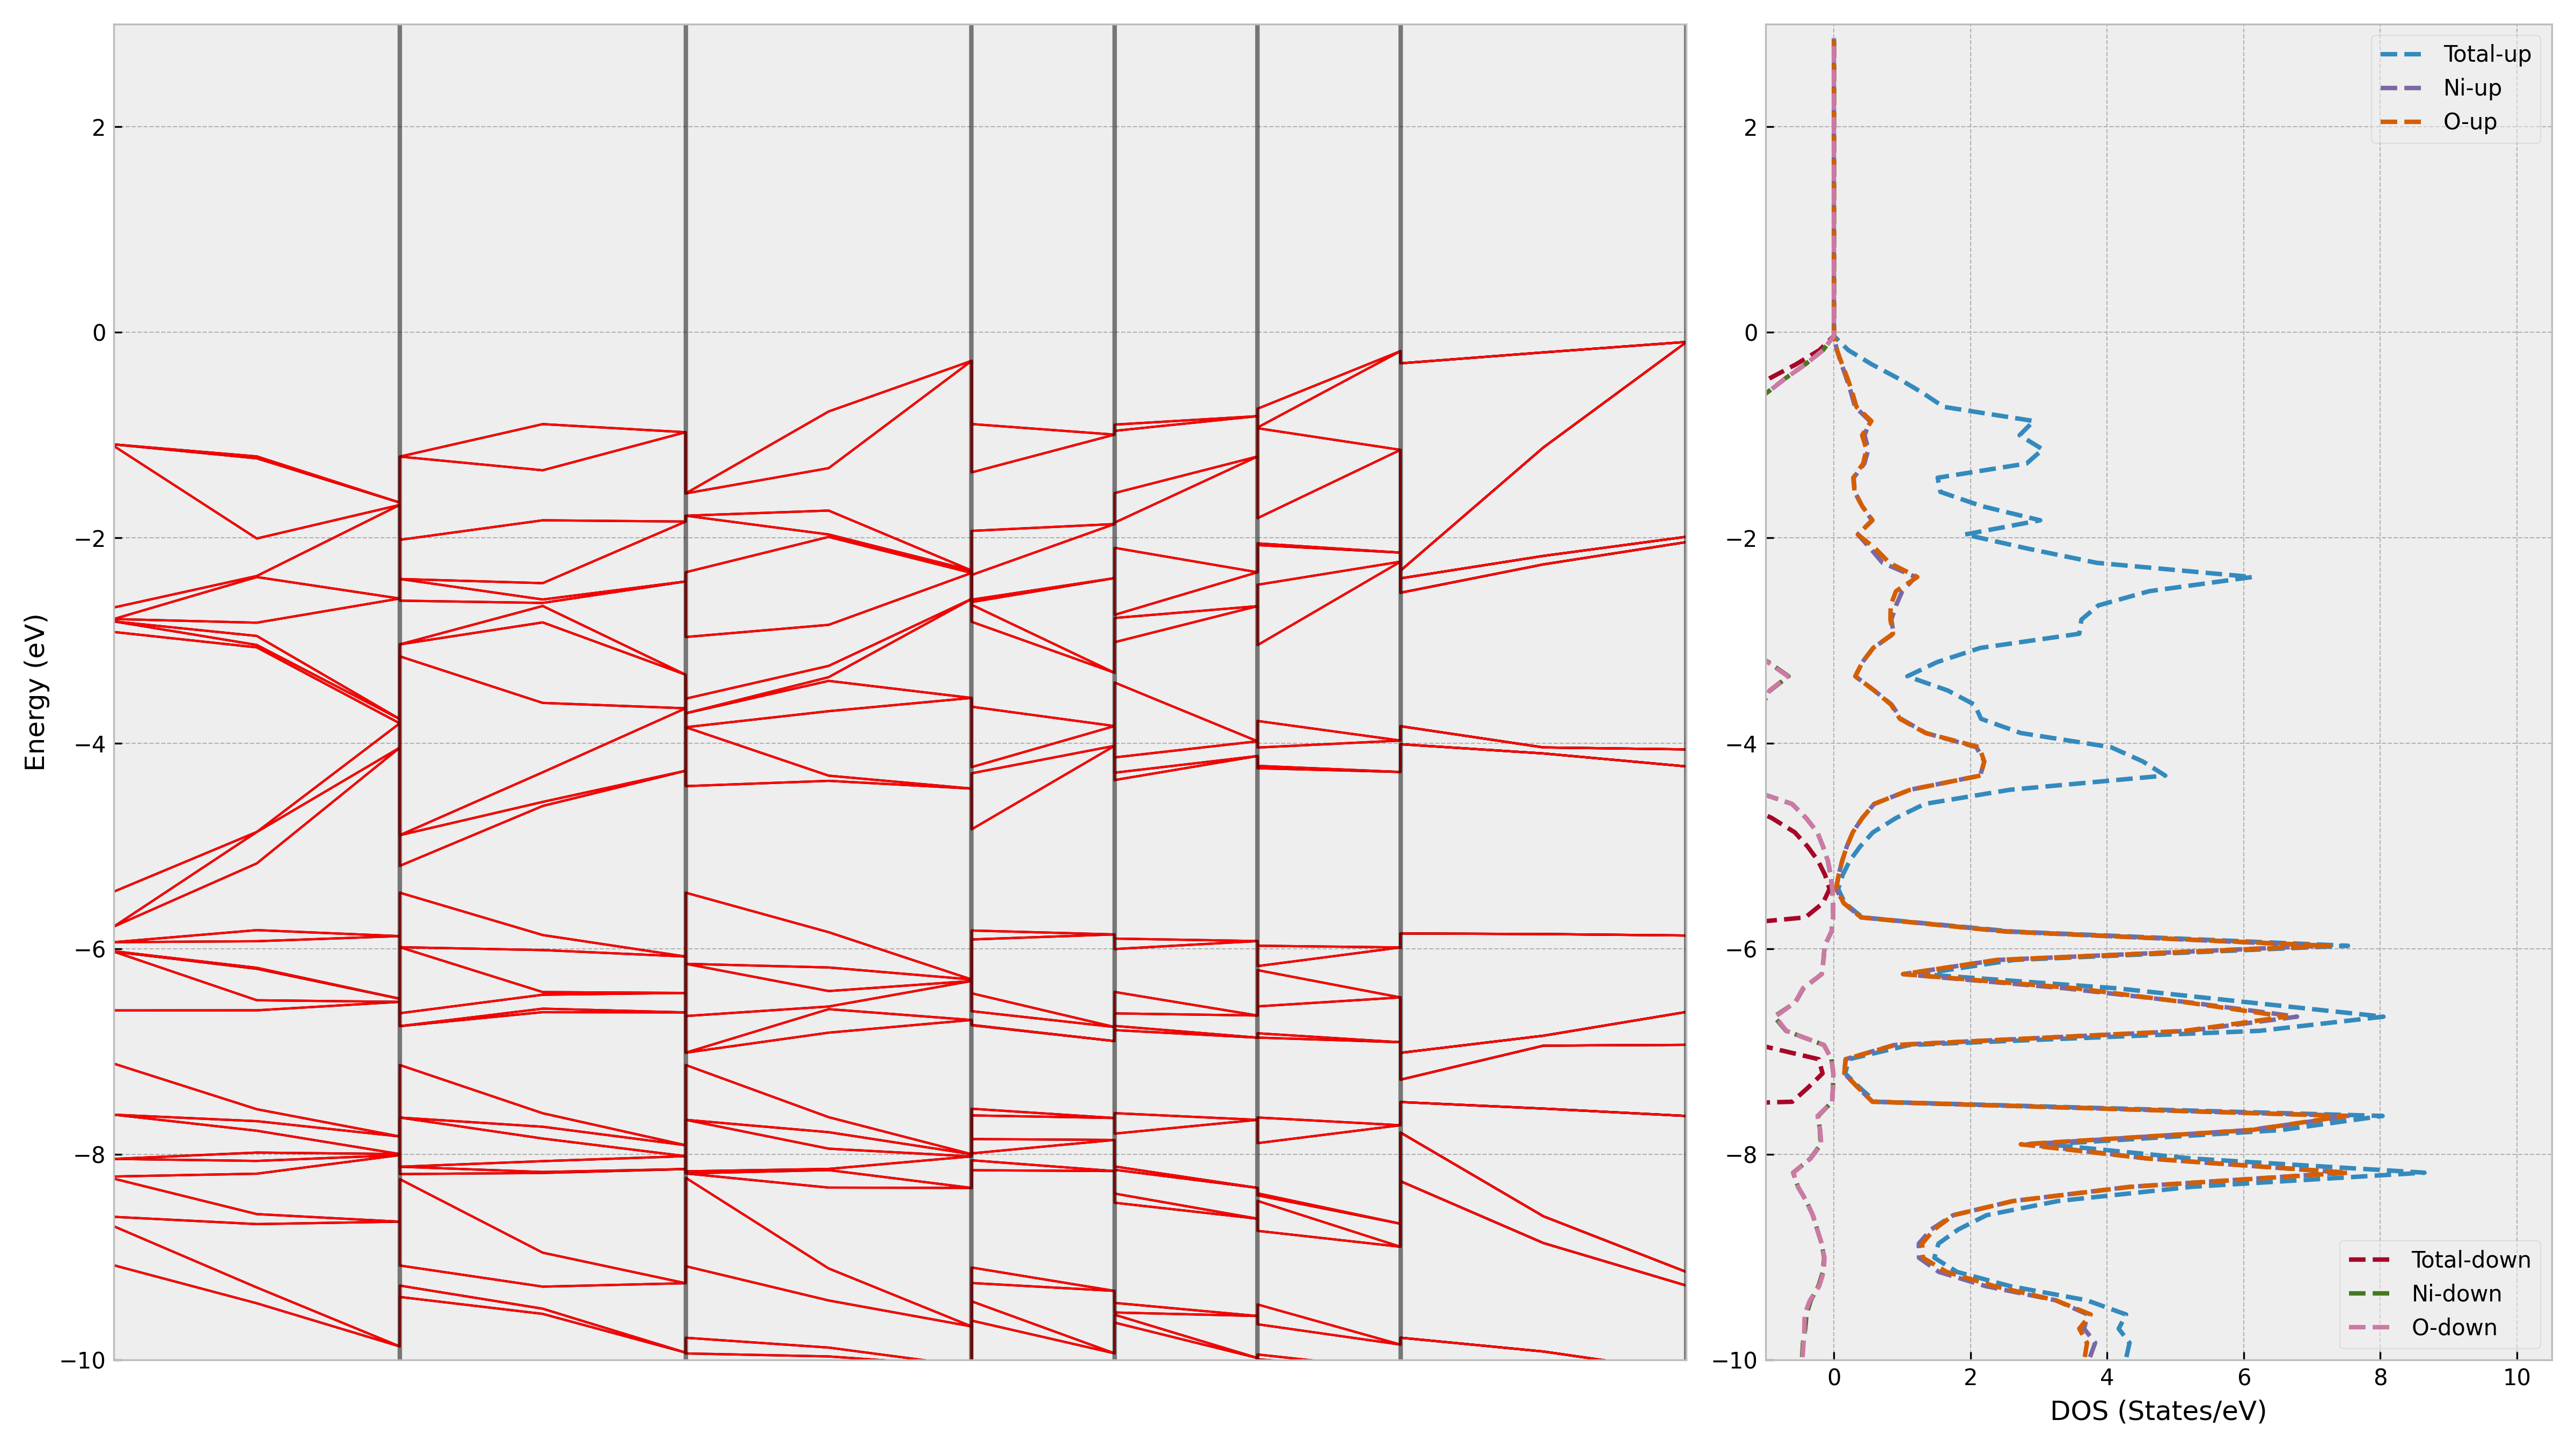 Energy (eV)
2
0
−2
−4
−6
−8
−10
2
0
−2
−4
−6
−8
−10
Total-up
Ni-up
O-up
Total-down
Ni-down
O-down
0 2 4 6 8 10
DOS (States/eV)